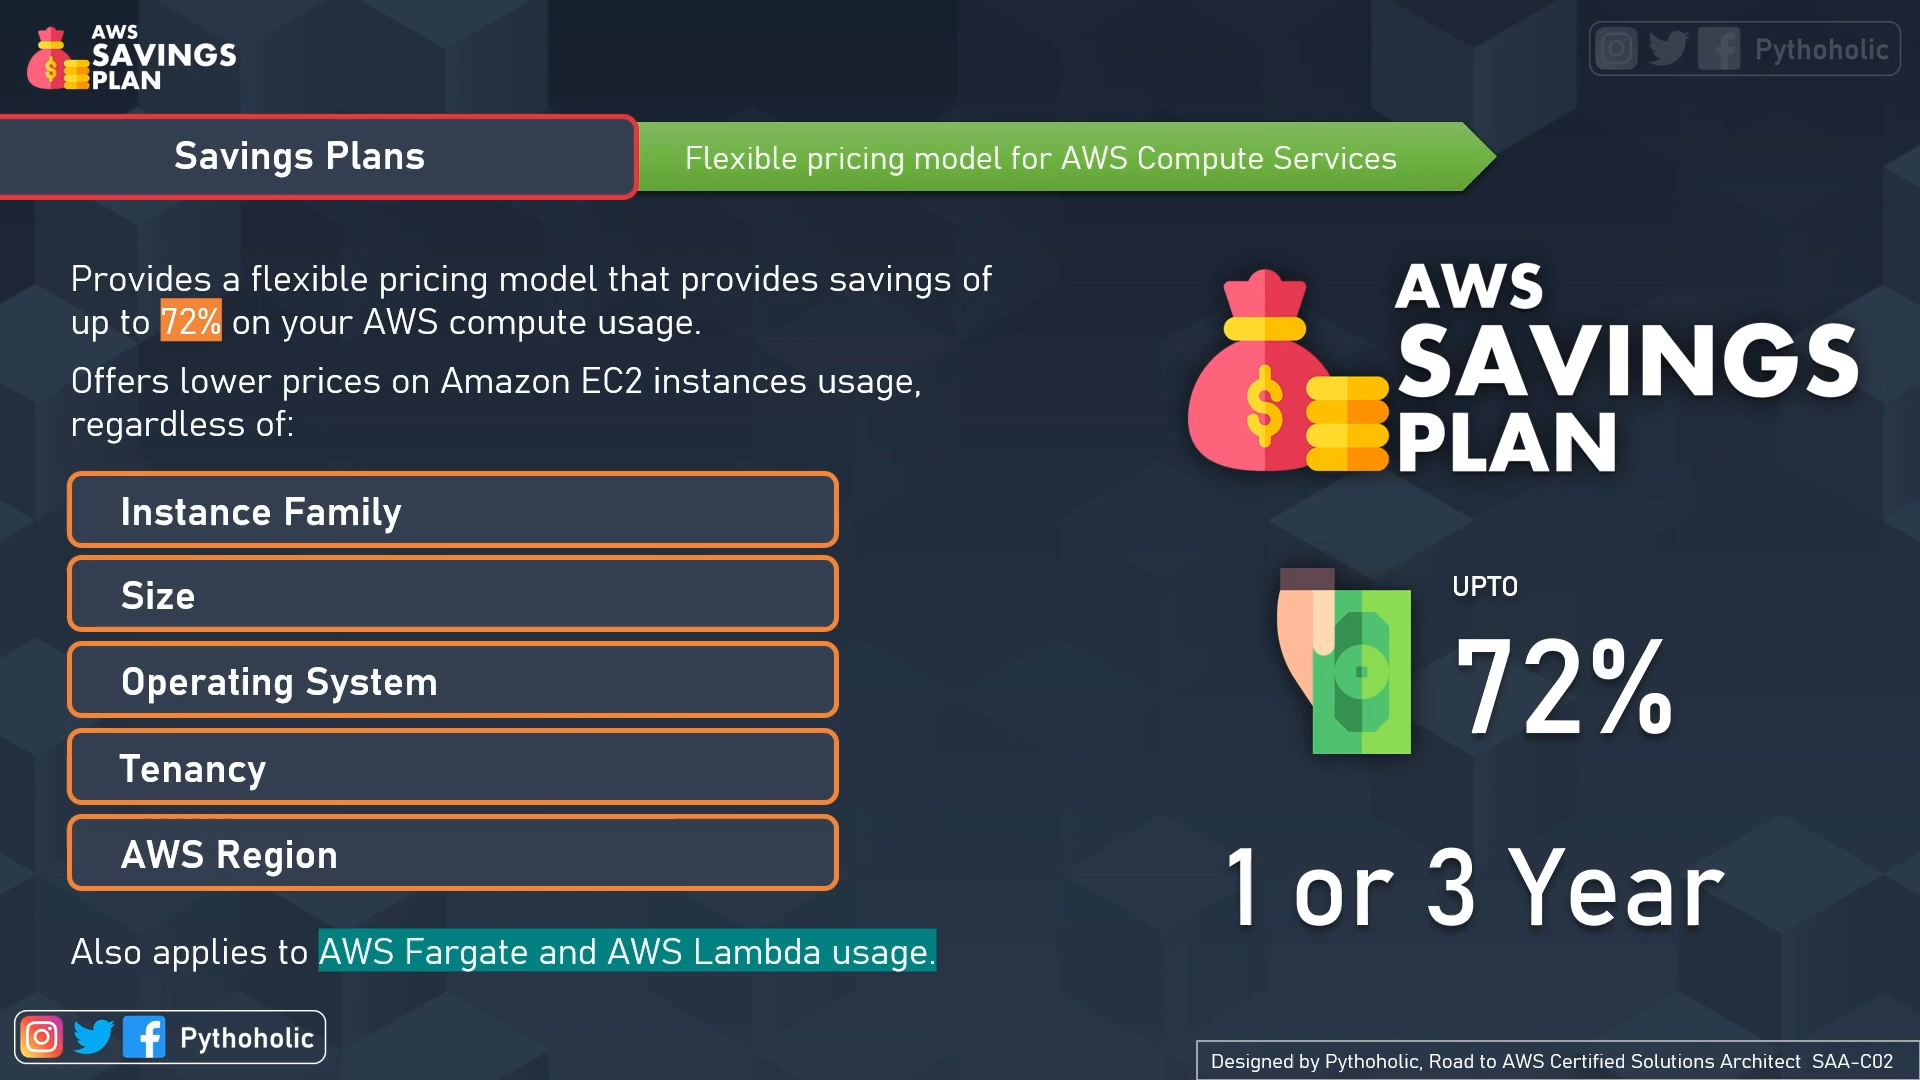 AWS
SAVINGS
PLAN
Pythoholic
Savings Plans
Flexible pricing model for AWS Compute Services
Provides a flexible pricing model that provides savings of
up to 72% on your AWS compute usage.
Offers lower prices on Amazon EC2 instances usage,
regardless of:
Instance Family
Size
Operating System
Tenancy
AWS Region
Also applies to AWS Fargate and AWS Lambda usage.
AWS
SAVINGS
PLAN
UPTO
72%
1 or 3 Year
Pythoholic
Designed by Pythoholic, Road to AWS Certified Solutions Architect SAA-C02